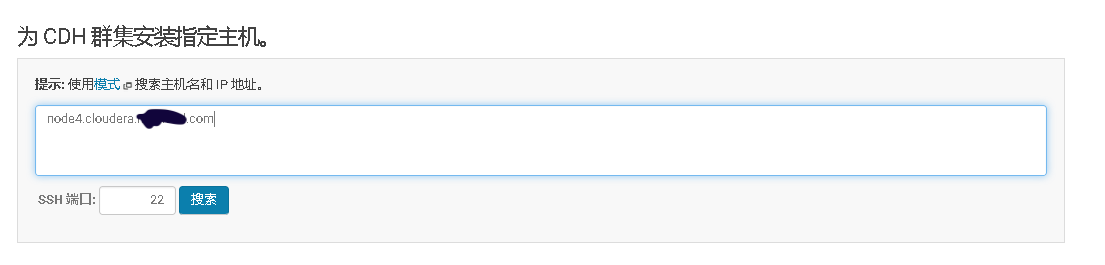 为 CDH 群集安装指定主机。
提示: 使用模式 搜索主机名和 IP 地址。
node4.cloudera. .com
SSH 端口: 22 搜索